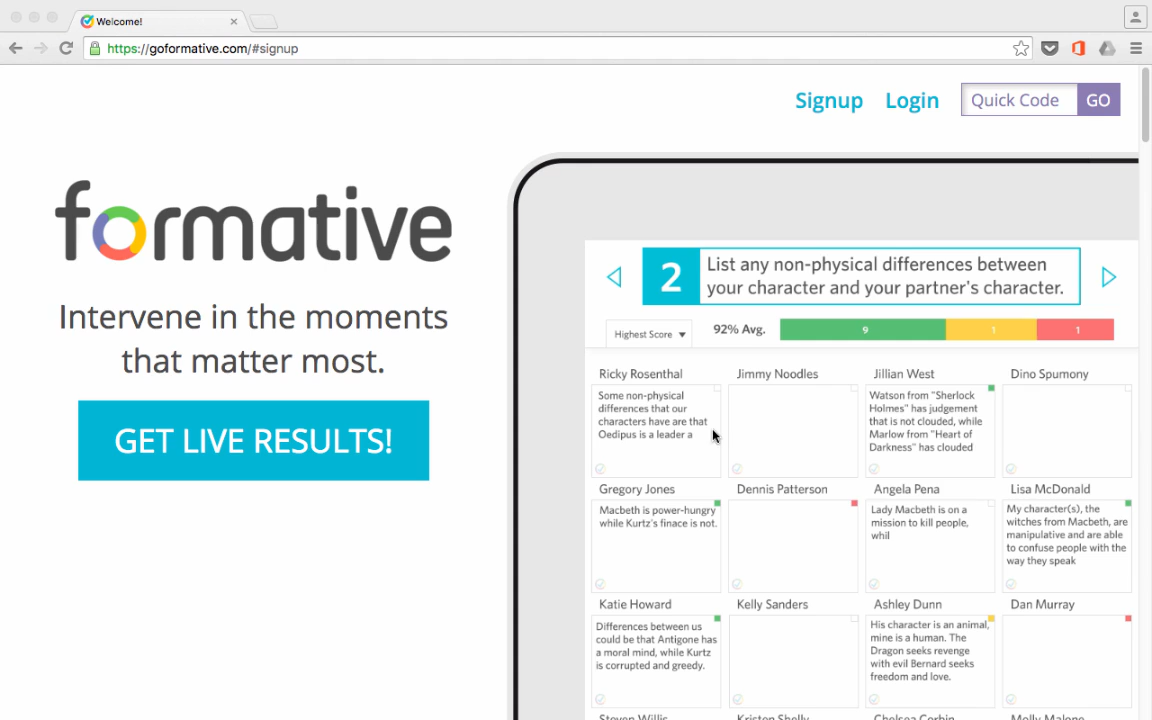 Welcome!
https://goformative.com/#signup
Signup Login Quick Code GO
formative
Intervene in the moments
that matter most.
GET LIVE RESULTS!
2
List any non-physical differences between
your character and your partner's character.
Highest Score 92% Avg. 9 1 1
Ricky Rosenthal
Some non-physical
differences that our
characters have are that
Oedipus is a leader a
Jimmy Noodles
Jillian West
Watson from "Sherlock
Holmes" has judgement
that is not clouded, while
Marlow from "Heart of
Darkness" has clouded
Dino Spumony
Gregory Jones
Macbeth is power-hungry
while Kurtz's finace is not.
Dennis Patterson
Angela Pena
Lady Macbeth is on a
mission to kill people,
whil
Lisa McDonald
My character(s), the
witches from Macbeth, are
manipulative and are able
to confuse people with the
way they speak
Katie Howard
Differences between us
could be that Antigone has
a moral mind, while Kurtz
is corrupted and greedy.
Kelly Sanders
Ashley Dunn
His character is an animal,
mine is a human. The
Dragon seeks revenge
with evil Bernard seeks
freedom and love.
Dan Murray
Steven Willis
Kristen Shelly
Chelsea Corbin
Molly Malone